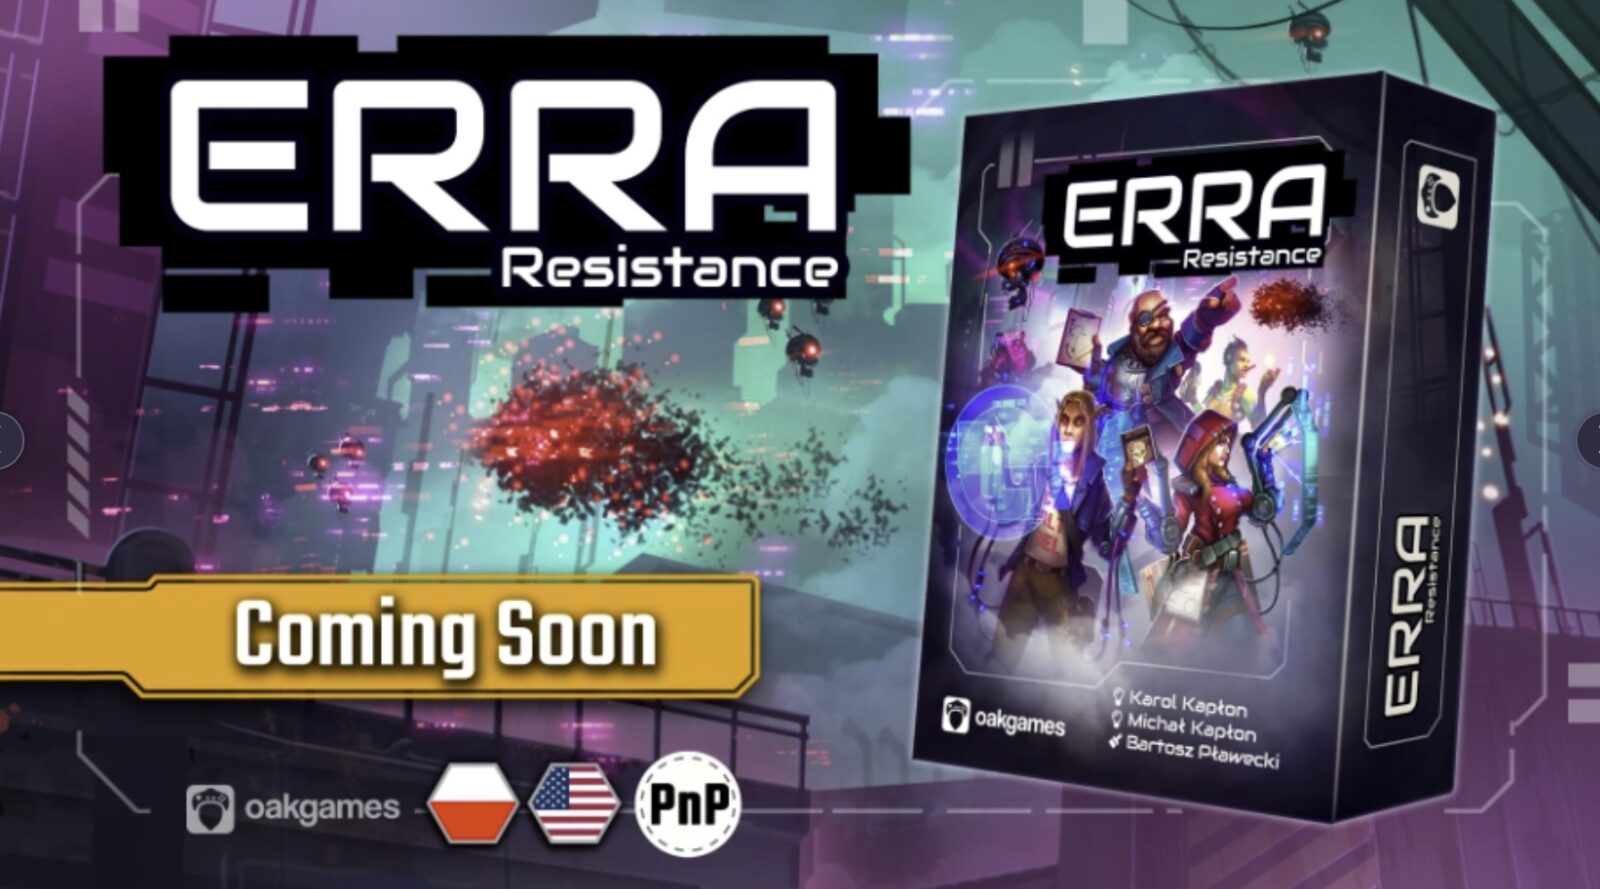 ERRA
Resistance
Coming Soon
oakgames
PnP
ERRA
Resistance
oakgames
Karol Kapłon
Michał Kapłon
Bartosz Pławecki
ERRA
Resistance